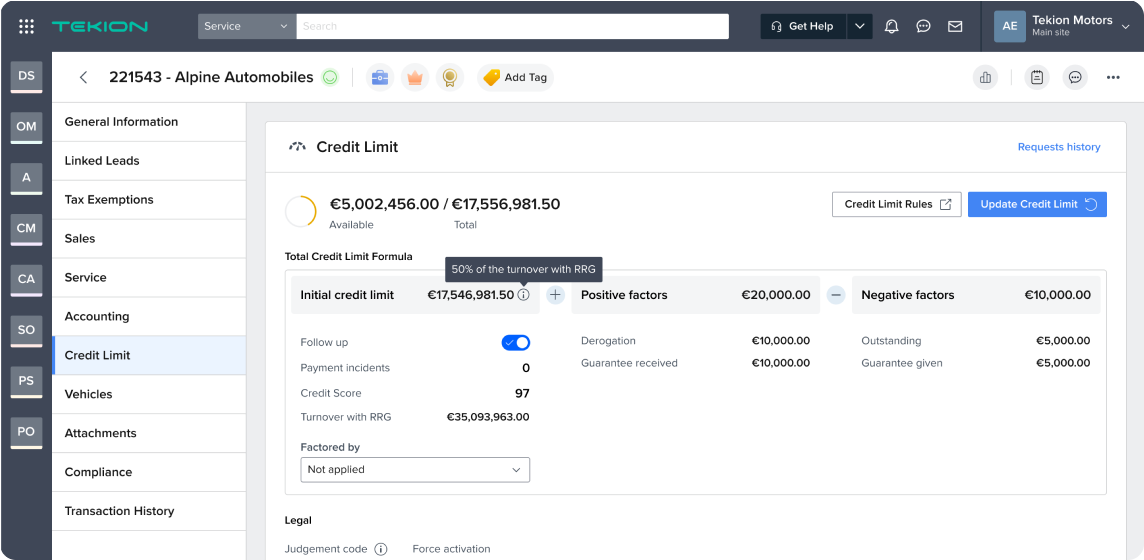 TEKION
Service
Search
Get Help
AE
Tekion Motors
Main site
DS
OM
A
CM
CA
SO
PS
PO
221543 - Alpine Automobiles
Add Tag
General Information
Linked Leads
Tax Exemptions
Sales
Service
Accounting
Credit Limit
Vehicles
Attachments
Compliance
Transaction History
Credit Limit
Requests history
€5,002,456.00 / €17,556,981.50
Available Total
Credit Limit Rules
Update Credit Limit
Total Credit Limit Formula
50% of the turnover with RRG
Initial credit limit €17,546,981.50
Positive factors €20,000.00
Negative factors €10,000.00
Follow up
Payment incidents 0
Credit Score 97
Turnover with RRG €35,093,963.00
Factored by
Not applied
Derogation €10,000.00
Guarantee received €10,000.00
Outstanding €5,000.00
Guarantee given €5,000.00
Legal
Judgement code Force activation